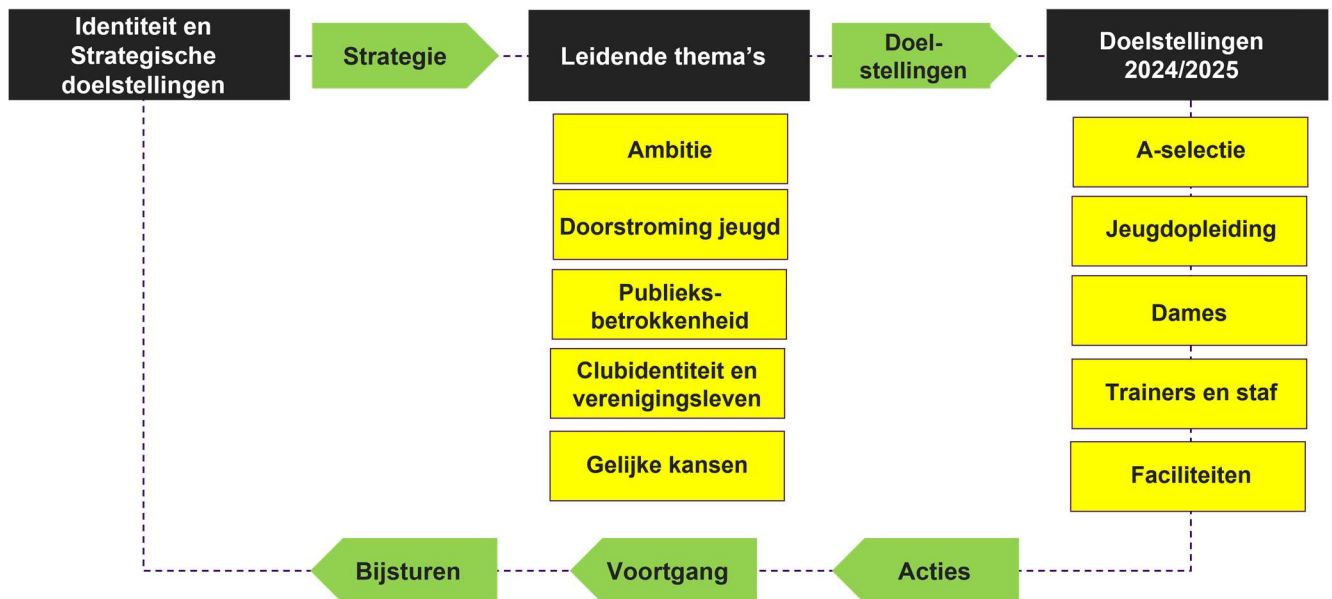 Identiteit en
Strategische
doelstellingen
Strategie
Leidende thema's
Doel-
stellingen
Doelstellingen
2024/2025
Ambitie
Doorstroming jeugd
Publieks-
betrokkenheid
Clubidentiteit en
verenigingsleven
Gelijke kansen
A-selectie
Jeugdopleiding
Dames
Trainers en staf
Faciliteiten
Bijsturen
Voortgang
Acties